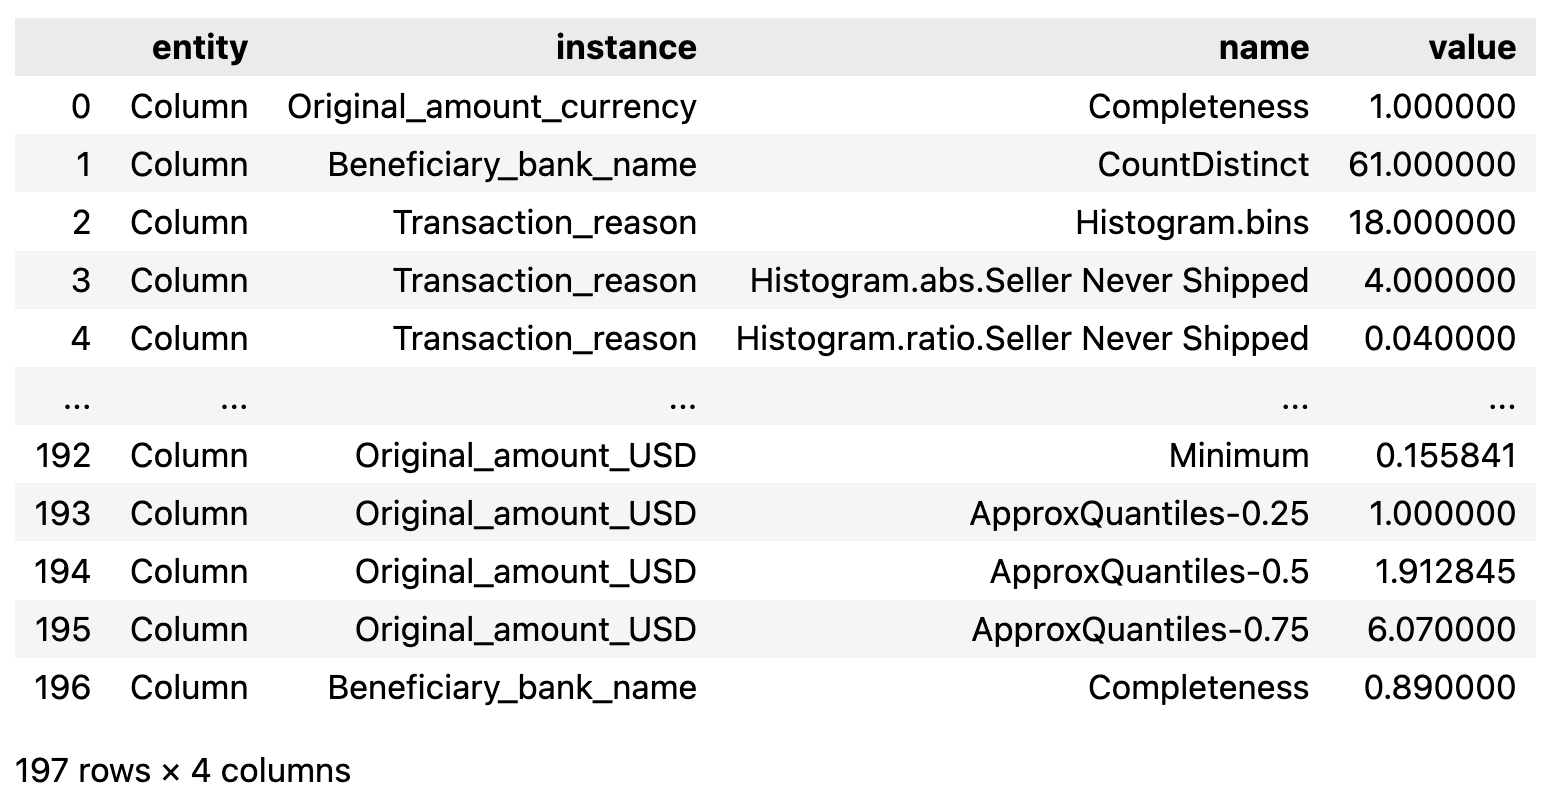 entity instance name value
0 Column Original_amount_currency Completeness 1.000000
1 Column Beneficiary_bank_name CountDistinct 61.000000
2 Column Transaction_reason Histogram.bins 18.000000
3 Column Transaction_reason Histogram.abs.Seller Never Shipped 4.000000
4 Column Transaction_reason Histogram.ratio.Seller Never Shipped 0.040000
... ... ... ... ...
192 Column Original_amount_USD Minimum 0.155841
193 Column Original_amount_USD ApproxQuantiles-0.25 1.000000
194 Column Original_amount_USD ApproxQuantiles-0.5 1.912845
195 Column Original_amount_USD ApproxQuantiles-0.75 6.070000
196 Column Beneficiary_bank_name Completeness 0.890000
197 rows × 4 columns